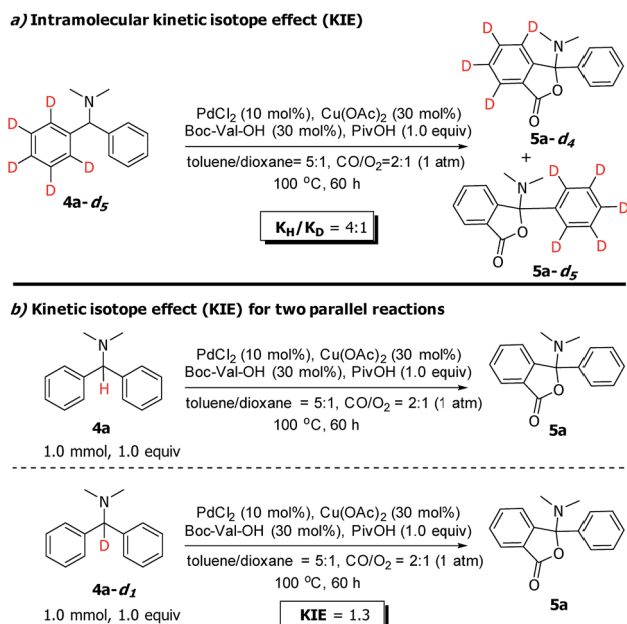 a) Intramolecular kinetic isotope effect (KIE)
D
D
D
D
D
N
4a-d5
PdCl2 (10 mol%), Cu(OAc)2 (30 mol%)
Boc-Val-OH (30 mol%), PivOH (1.0 equiv)
toluene/dioxane= 5:1, CO/O2=2:1 (1 atm)
100 °C, 60 h
KH/KD = 4:1
D
D
D
D
N
O
O
5a-d4
+
N
O
O
D
D
D
D
D
5a-d5
b) Kinetic isotope effect (KIE) for two parallel reactions
N
H
4a
1.0 mmol, 1.0 equiv
PdCl2 (10 mol%), Cu(OAc)2 (30 mol%)
Boc-Val-OH (30 mol%), PivOH (1.0 equiv)
toluene/dioxane = 5:1, CO/O2 = 2:1 (1 atm)
100 °C, 60 h
N
O
O
5a
N
D
4a-d1
1.0 mmol, 1.0 equiv
PdCl2 (10 mol%), Cu(OAc)2 (30 mol%)
Boc-Val-OH (30 mol%), PivOH (1.0 equiv)
toluene/dioxane = 5:1, CO/O2 = 2:1 (1 atm)
100 °C, 60 h
KIE = 1.3
N
O
O
5a